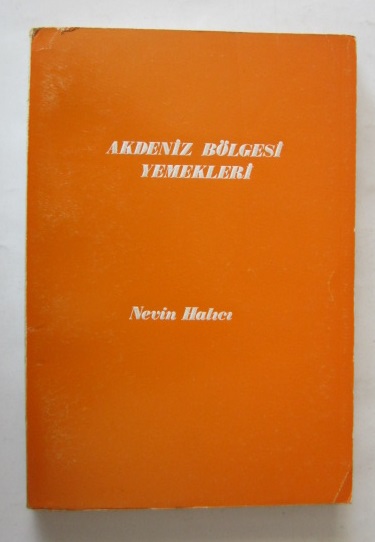 AKDENİZ BÖLGESİ
YEMEKLERİ
Nevin Halıcı